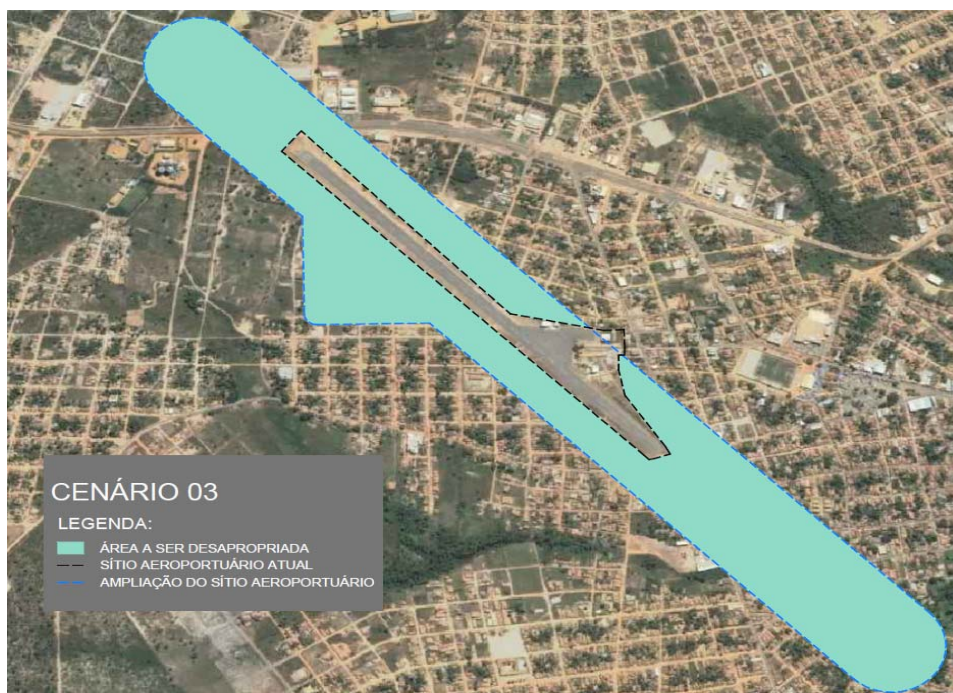 CENÁRIO 03
LEGENDA:
ÁREA A SER DESAPROPRIADA
SÍTIO AEROPORTUÁRIO ATUAL
AMPLIAÇÃO DO SÍTIO AEROPORTUÁRIO